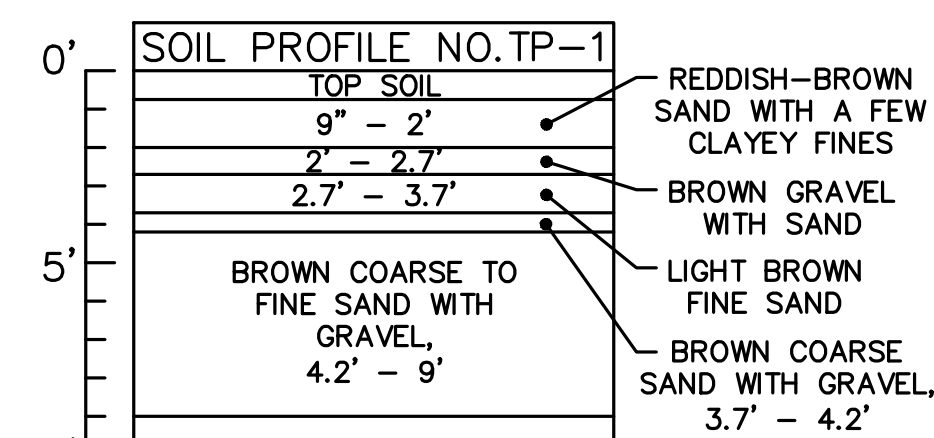 SOIL PROFILE NO. TP-1
0'
TOP SOIL
9" - 2'
2' - 2.7'
2.7' - 3.7'
5'
BROWN COARSE TO
FINE SAND WITH
GRAVEL,
4.2' - 9'
REDDISH-BROWN
SAND WITH A FEW
CLAYEY FINES
BROWN GRAVEL
WITH SAND
LIGHT BROWN
FINE SAND
BROWN COARSE
SAND WITH GRAVEL,
3.7' - 4.2'